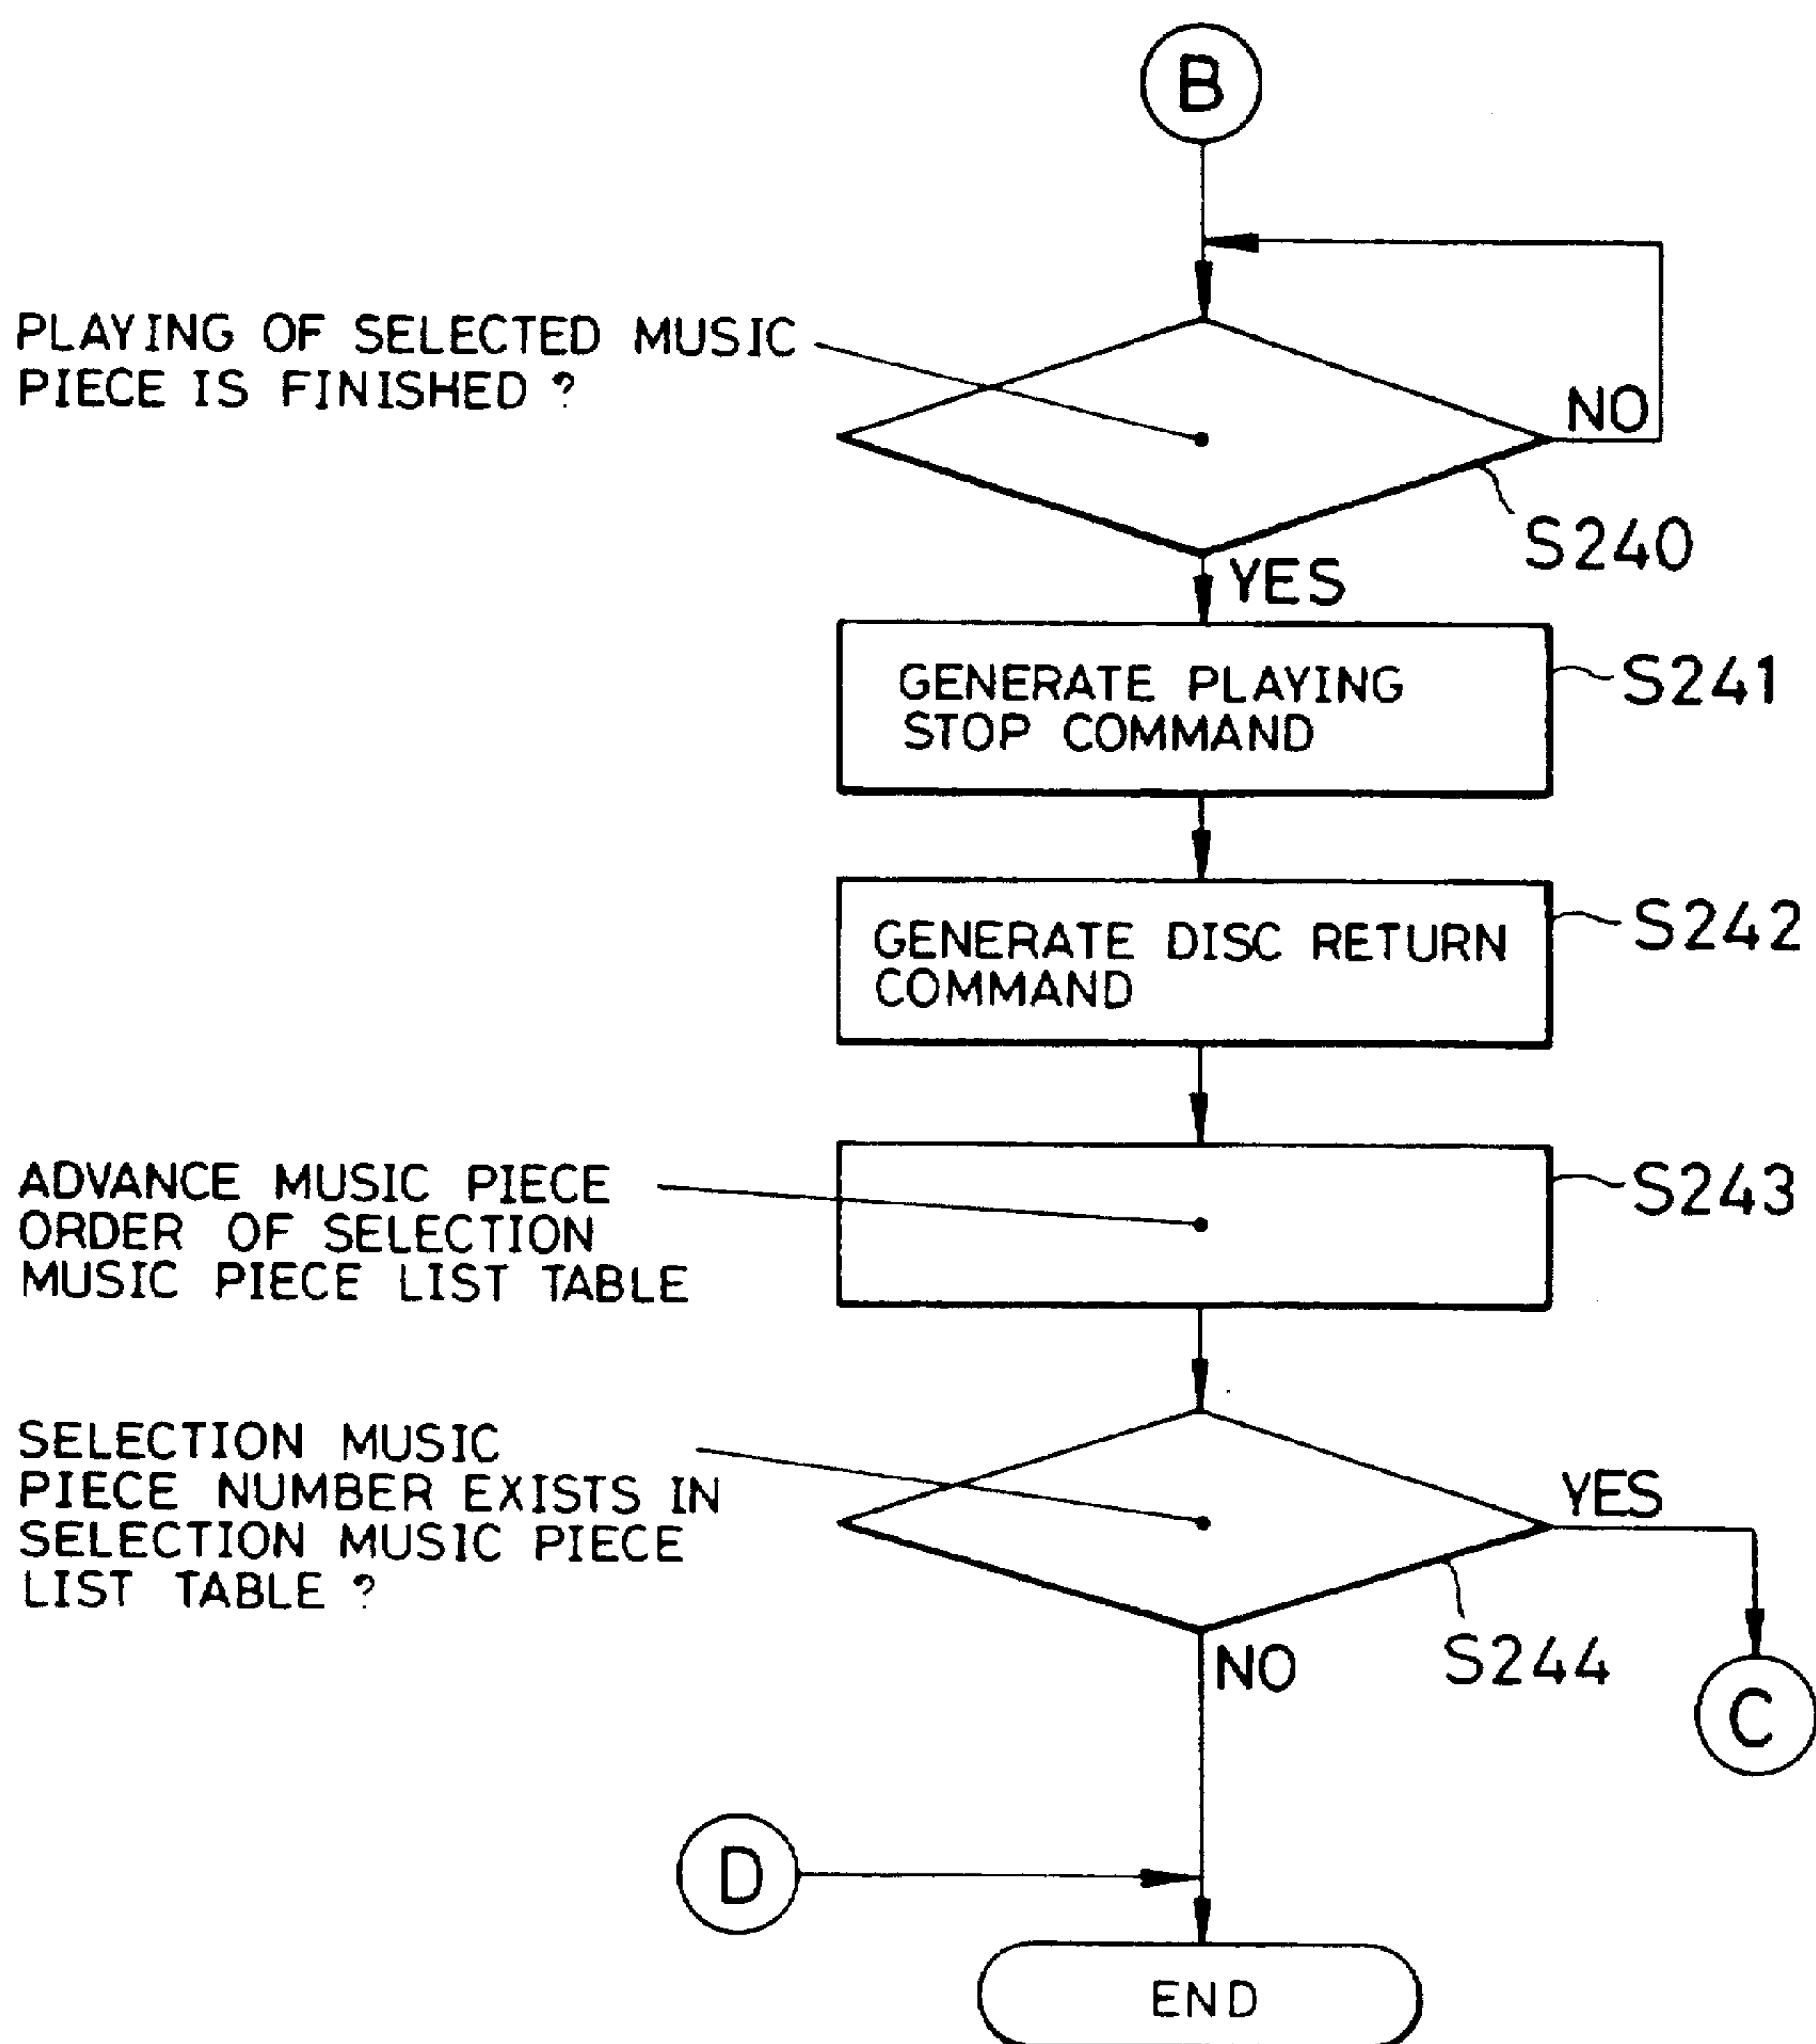 B
PLAYING OF SELECTED MUSIC
PIECE IS FINISHED ?
NO
S240
YES
GENERATE PLAYING
STOP COMMAND
S241
GENERATE DISC RETURN
COMMAND
S242
ADVANCE MUSIC PIECE
ORDER OF SELECTION
MUSIC PIECE LIST TABLE
S243
SELECTION MUSIC
PIECE NUMBER EXISTS IN
SELECTION MUSIC PIECE
LIST TABLE ?
YES
S244
NO
C
D
END